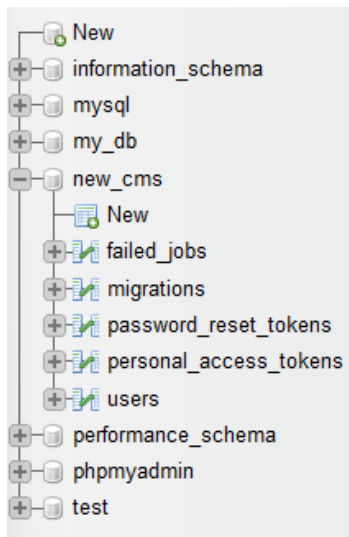 New
information_schema
mysql
my_db
new_cms
New
failed_jobs
migrations
password_reset_tokens
personal_access_tokens
users
performance_schema
phpmyadmin
test